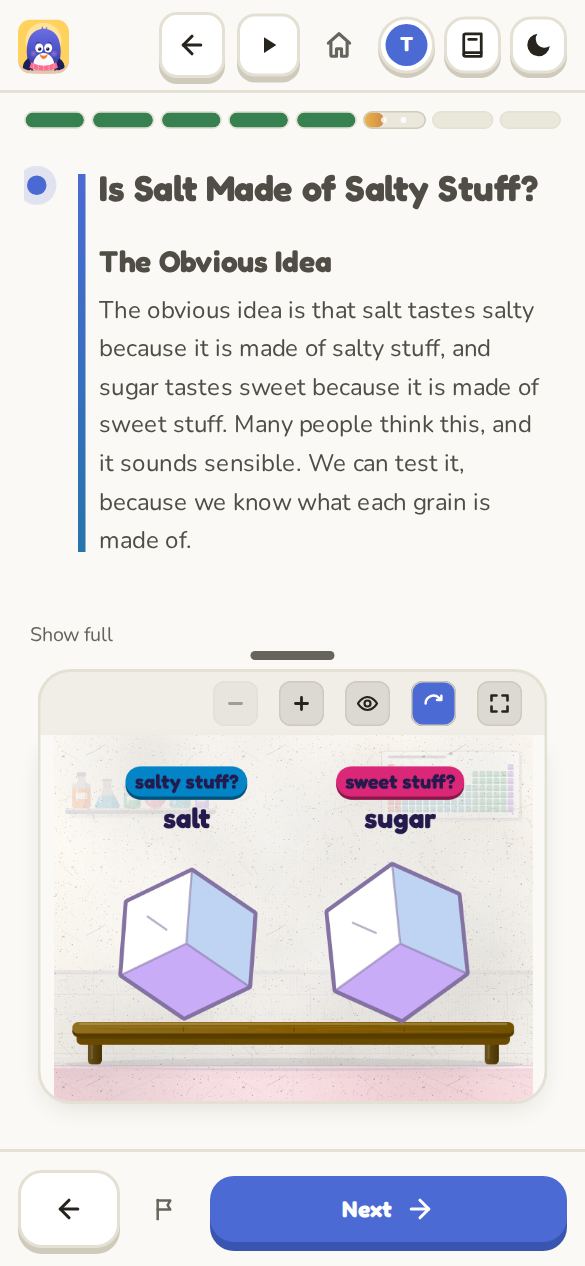 T
Is Salt Made of Salty Stuff?
The Obvious Idea
The obvious idea is that salt tastes salty
because it is made of salty stuff, and
sugar tastes sweet because it is made of
sweet stuff. Many people think this, and
it sounds sensible. We can test it,
because we know what each grain is
made of.
Show full
salty stuff?
sweet stuff?
salt
sugar
Next